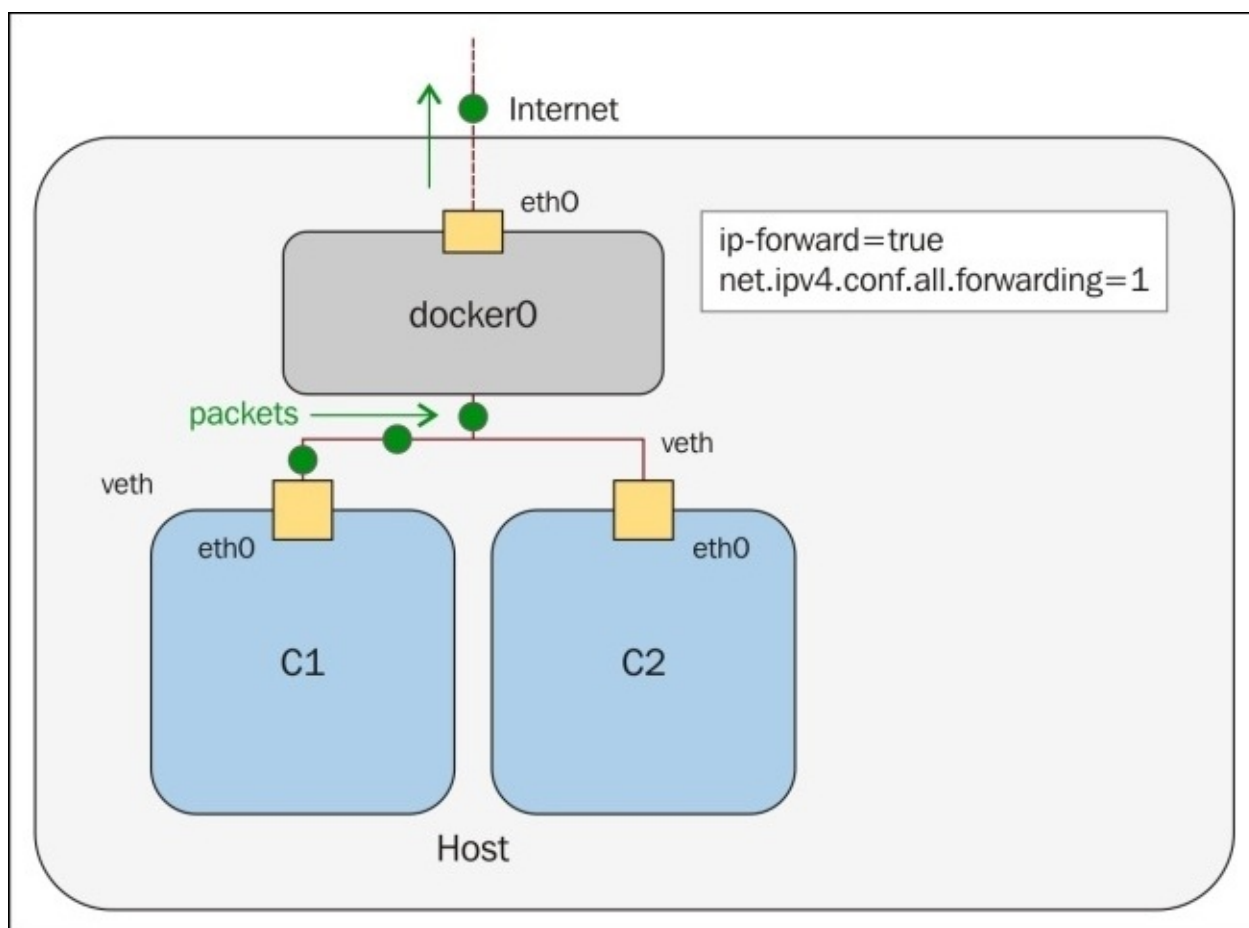 Internet
eth0
ip-forward=true
net.ipv4.conf.all.forwarding=1
docker0
packets
veth
veth
eth0
eth0
C1
C2
Host